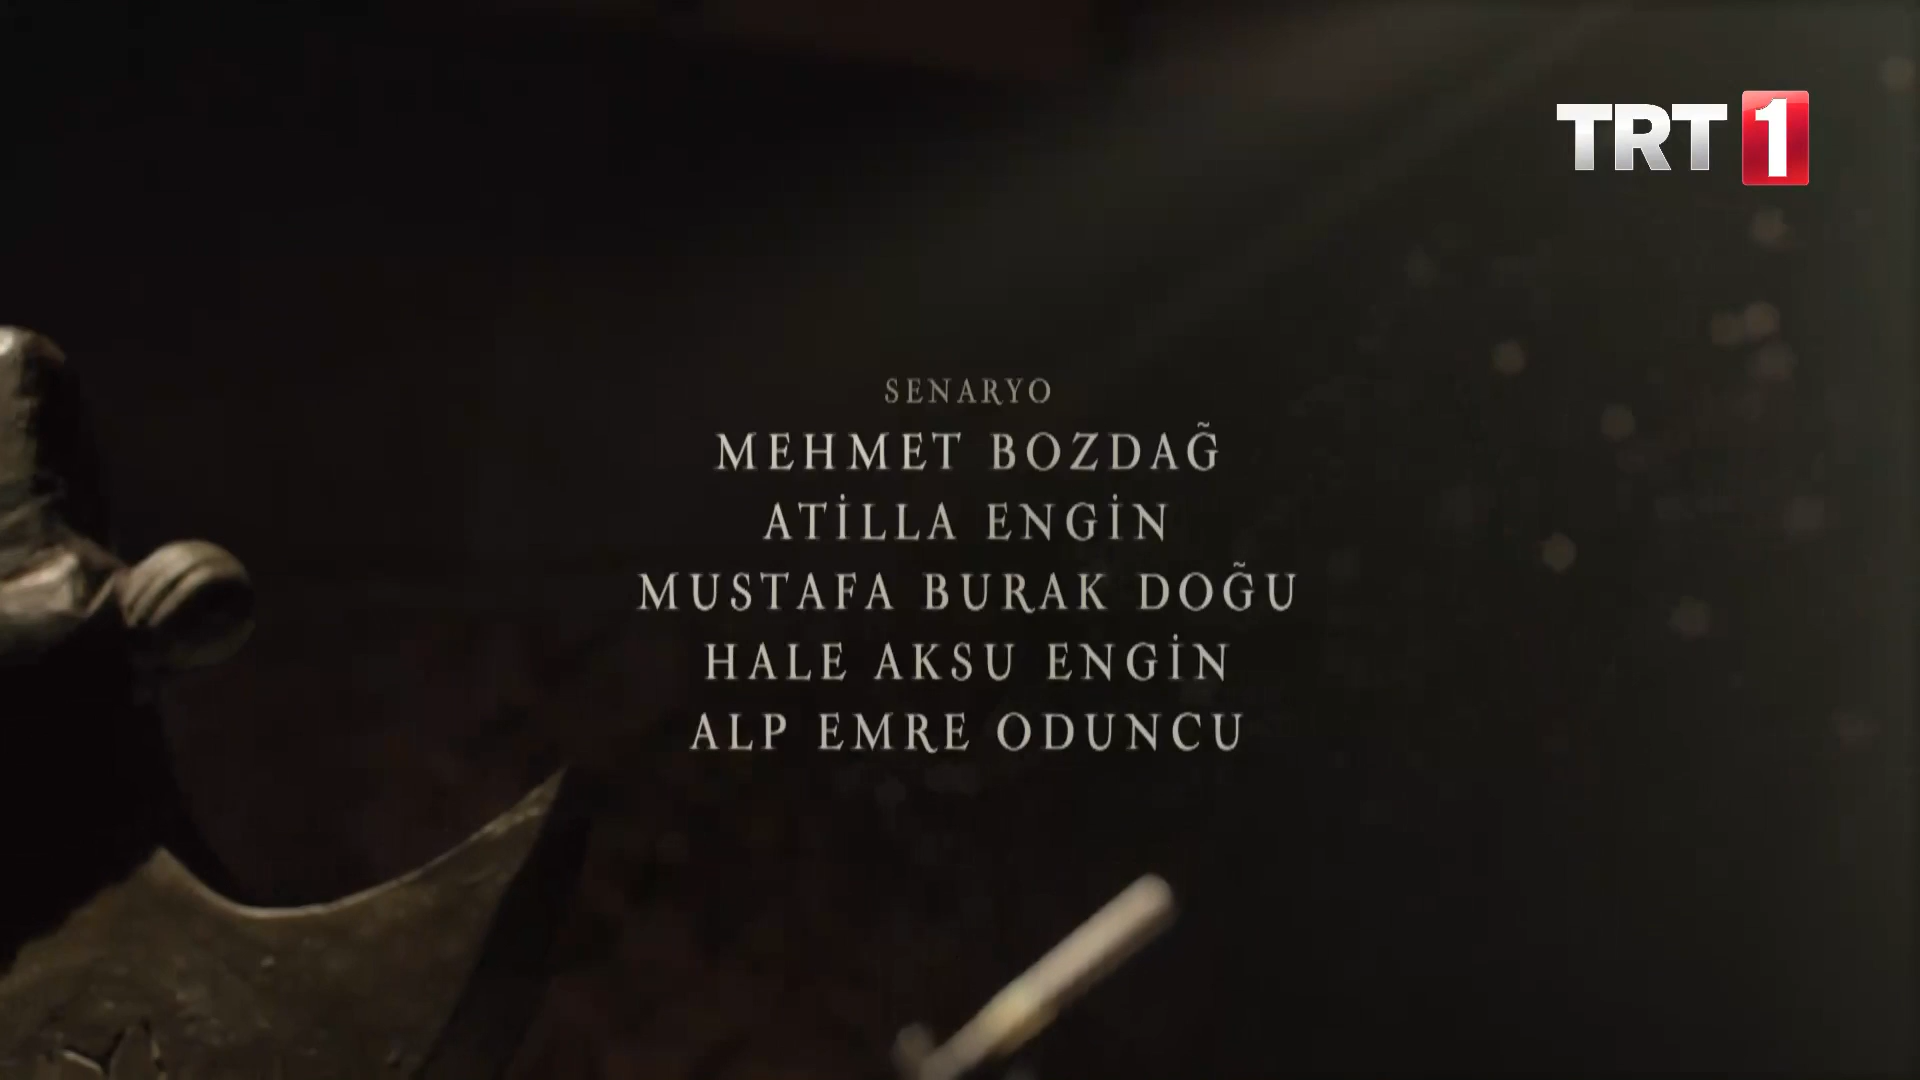 TRT 1
SENARYO
MEHMET BOZDAĞ
ATİLLA ENGİN
MUSTAFA BURAK DOĞU
HALE AKSU ENGİN
ALP EMRE ODUNCU